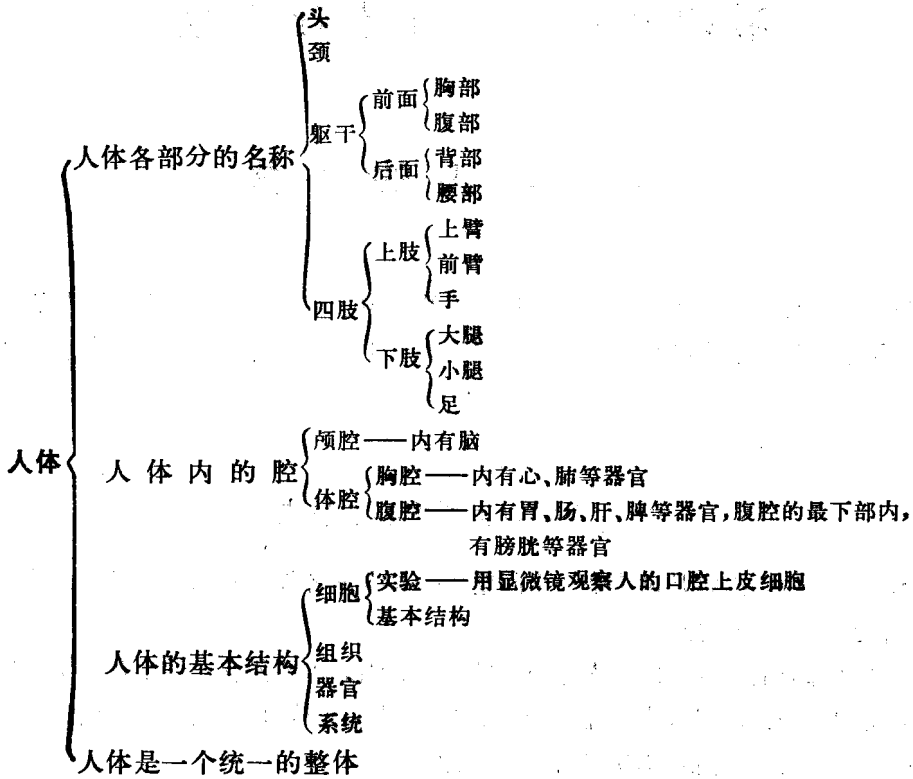 头
颈
前面
胸部
腹部
躯干
后面
背部
腰部
人体各部分的名称
上肢
上臂
前臂
手
四肢
下肢
大腿
小腿
足
人体
人体内的腔
颅腔——内有脑
体腔
胸腔——内有心、肺等器官
腹腔——内有胃、肠、肝、脾等器官,腹腔的最下部内,
有膀胱等器官
细胞
实验——用显微镜观察人的口腔上皮细胞
基本结构
人体的基本结构
组织
器官
系统
人体是一个统一的整体